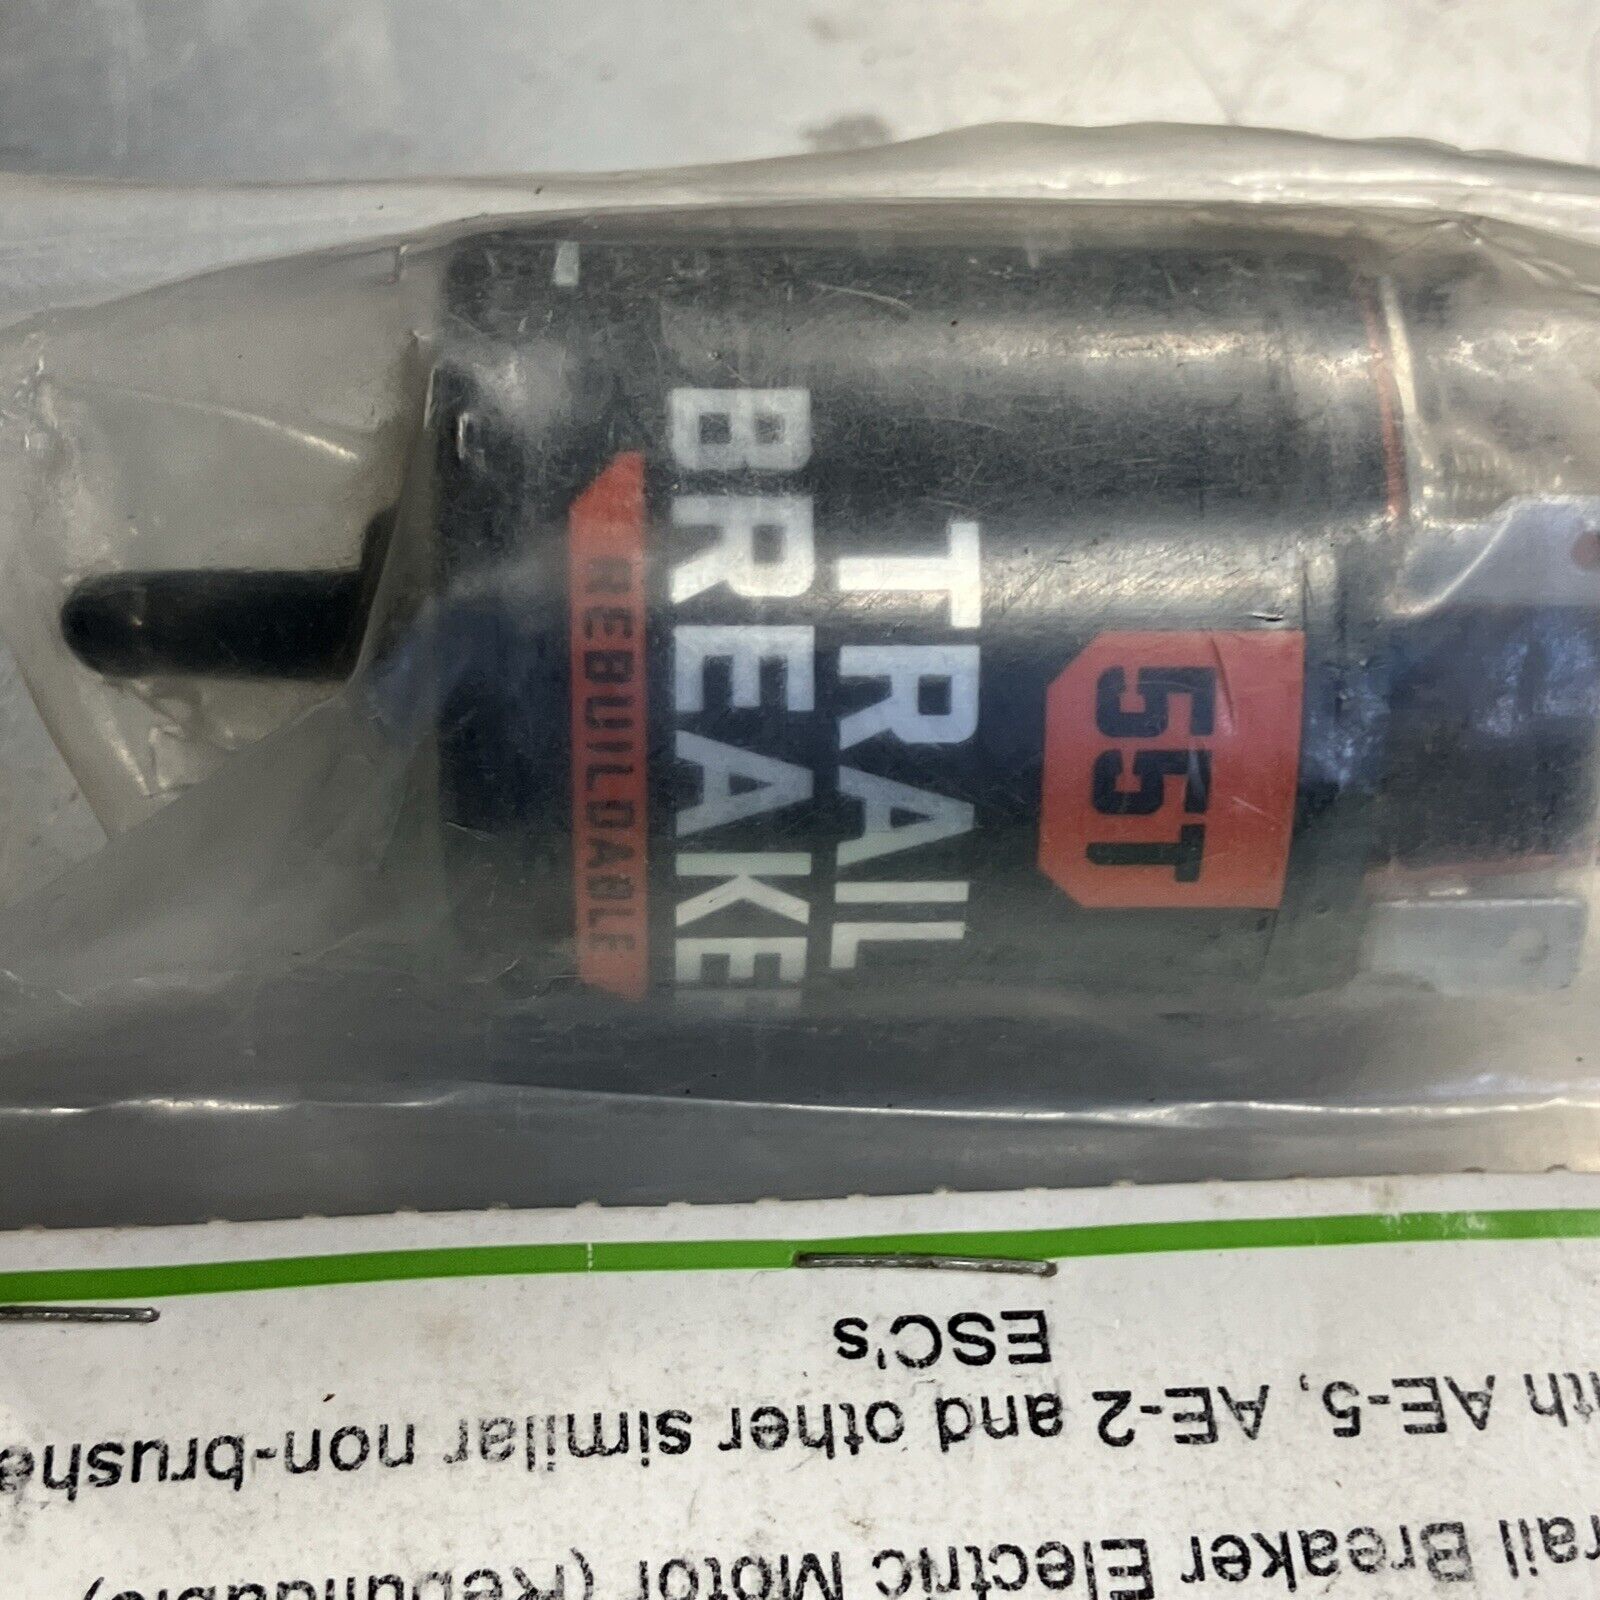 55T
TRAIL
BREAKE
REBUILDABLE
rail Breaker Electric Motor (Rebuildable)
ith AE-5, AE-2 and other similar non-brushe
ESC's